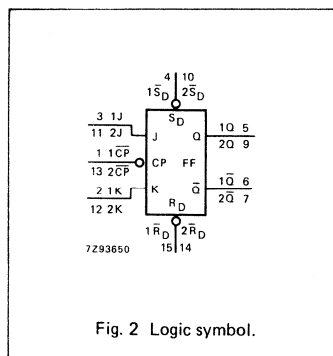 4 10
1S̅D 2S̅D
SD
3 1J
11 2J
J
Q
1Q 5
2Q 9
1 1C̅P̅
13 2C̅P̅
CP FF
2 1K
12 2K
K
Q̅
1Q̅ 6
2Q̅ 7
RD
1R̅D 2R̅D
15 14
7Z93650
Fig. 2 Logic symbol.